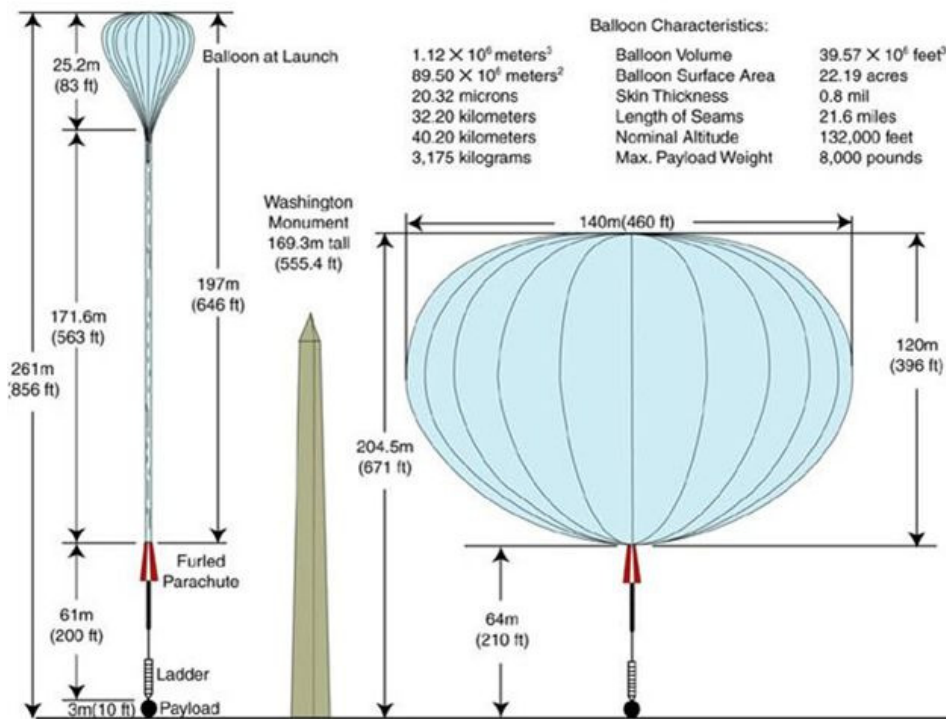 Balloon Characteristics:
1.12 X 10⁶ meters³ Balloon Volume 39.57 X 10⁶ feet³
89.50 X 10⁶ meters² Balloon Surface Area 22.19 acres
20.32 microns Skin Thickness 0.8 mil
32.20 kilometers Length of Seams 21.6 miles
40.20 kilometers Nominal Altitude 132,000 feet
3,175 kilograms Max. Payload Weight 8,000 pounds
Balloon at Launch
25.2m
(83 ft)
171.6m
(563 ft)
261m
(856 ft)
197m
(646 ft)
61m
(200 ft)
3m(10 ft)
Furled
Parachute
Ladder
Payload
Washington
Monument
169.3m tall
(555.4 ft)
140m(460 ft)
120m
(396 ft)
204.5m
(671 ft)
64m
(210 ft)